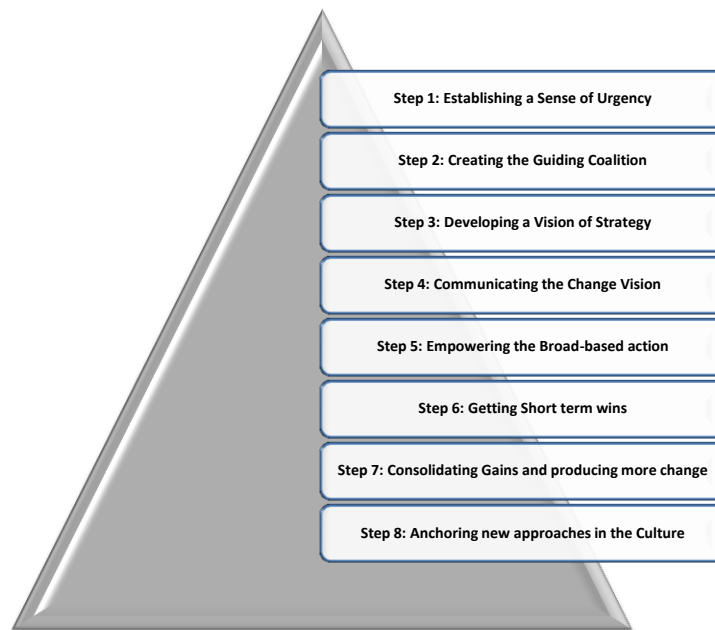 Step 1: Establishing a Sense of Urgency
Step 2: Creating the Guiding Coalition
Step 3: Developing a Vision of Strategy
Step 4: Communicating the Change Vision
Step 5: Empowering the Broad-based action
Step 6: Getting Short term wins
Step 7: Consolidating Gains and producing more change
Step 8: Anchoring new approaches in the Culture